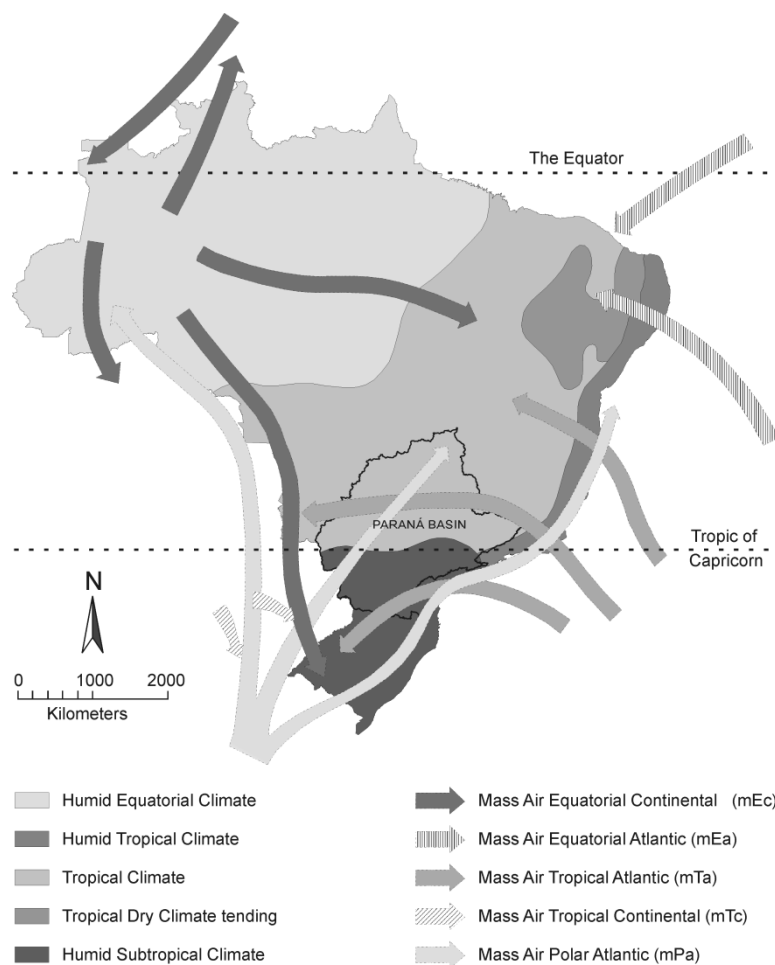 The Equator
PARANÁ BASIN
Tropic of
Capricorn
N
0 1000 2000
Kilometers
Humid Equatorial Climate
Humid Tropical Climate
Tropical Climate
Tropical Dry Climate tending
Humid Subtropical Climate
Mass Air Equatorial Continental (mEc)
Mass Air Equatorial Atlantic (mEa)
Mass Air Tropical Atlantic (mTa)
Mass Air Tropical Continental (mTc)
Mass Air Polar Atlantic (mPa)